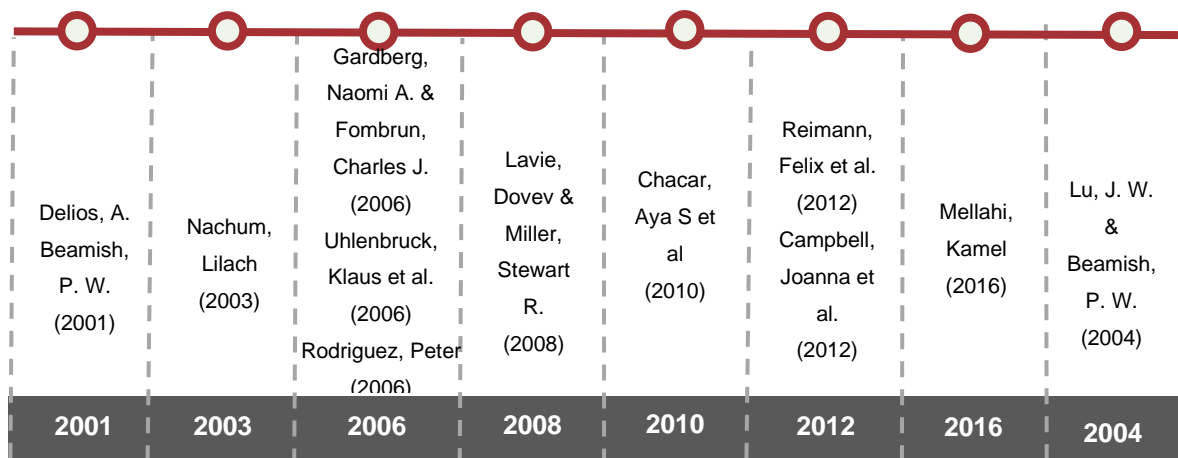 Delios, A.
Beamish,
P. W.
(2001)
Nachum,
Lilach
(2003)
Gardberg,
Naomi A. &
Fombrun,
Charles J.
(2006)
Uhlenbruck,
Klaus et al.
(2006)
Rodriguez, Peter
(2006)
Lavie,
Dovev &
Miller,
Stewart
R.
(2008)
Chacar,
Aya S et
al
(2010)
Reimann,
Felix et al.
(2012)
Campbell,
Joanna et
al.
(2012)
Mellahi,
Kamel
(2016)
Lu, J. W.
&
Beamish,
P. W.
(2004)
2001
2003
2006
2008
2010
2012
2016
2004